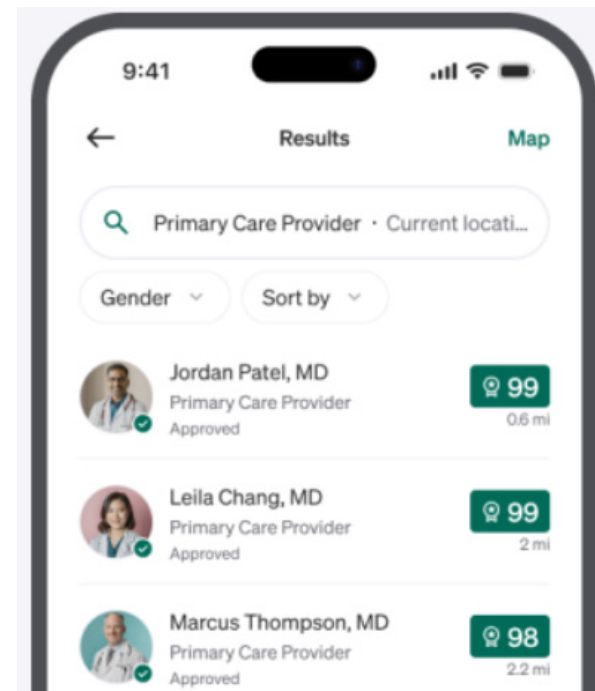 9:41
Results
Map
Primary Care Provider · Current locati...
Gender
Sort by
Jordan Patel, MD
99
Primary Care Provider
0.6 mi
Approved
Leila Chang, MD
99
Primary Care Provider
2 mi
Approved
Marcus Thompson, MD
98
Primary Care Provider
2.2 mi
Approved